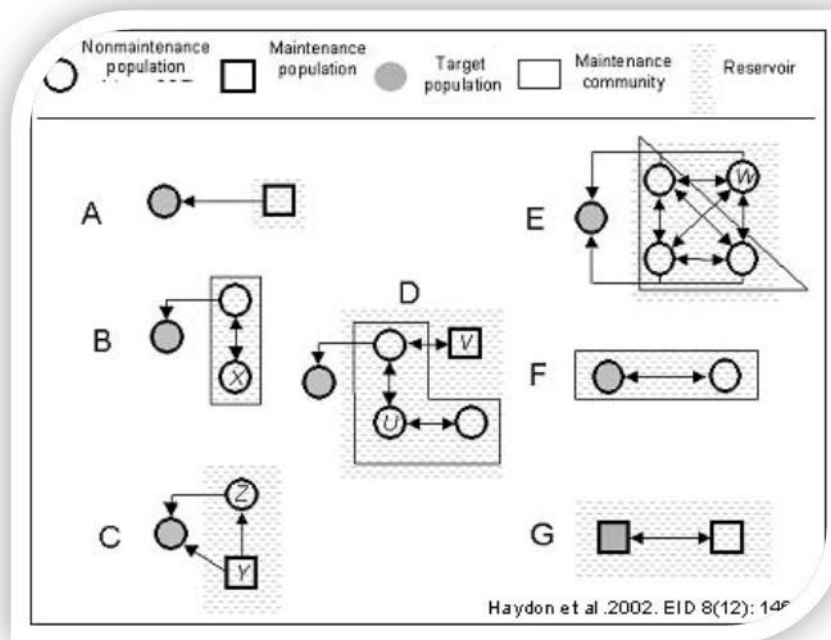 Nonmaintenance
population
Maintenance
population
Target
population
Maintenance
community
Reservoir
A
B
X
C
Z
Y
D
V
U
E
W
F
G
Haydon et al .2002. EID 8(12):